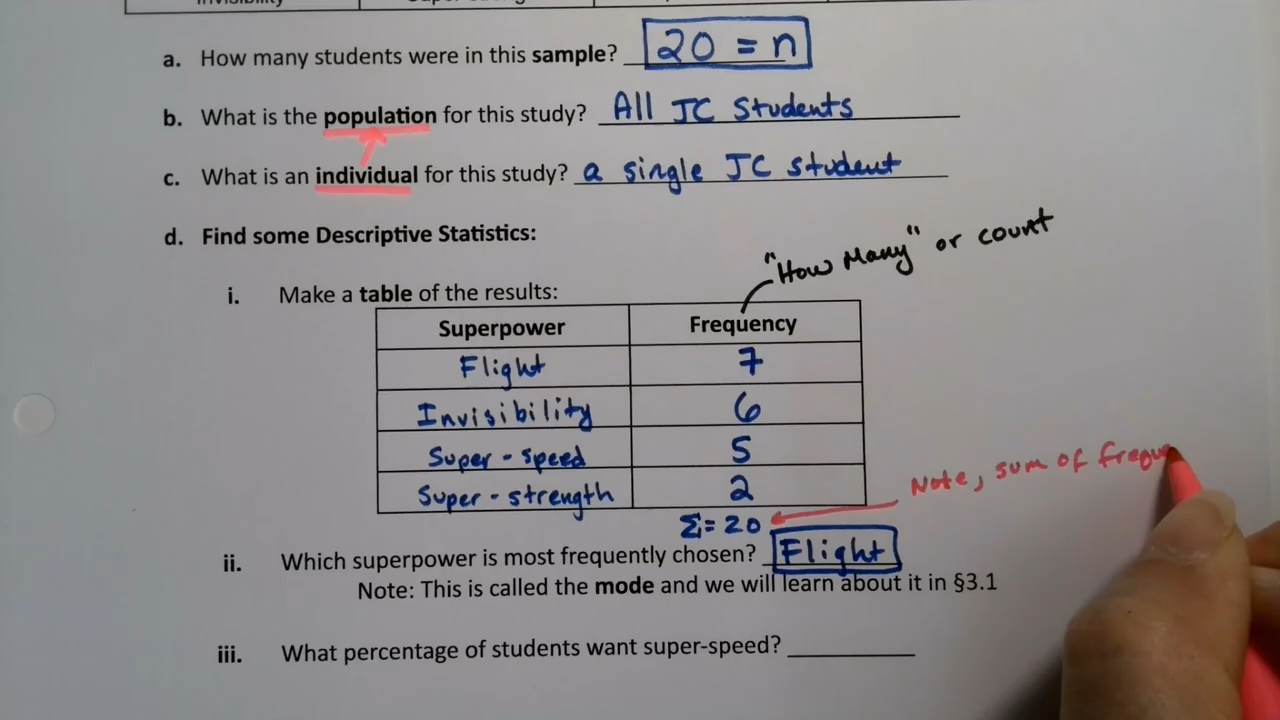 Invisibility
a. How many students were in this sample? 20 = n
b. What is the population for this study? All JC Students
c. What is an individual for this study? a single JC student
d. Find some Descriptive Statistics:
"How Many" or count
i. Make a table of the results:
Superpower Frequency
Flight 7
Invisibility 6
Super-speed 5
Super-strength 2
Note, sum of freque
Σ = 20
ii. Which superpower is most frequently chosen? Flight
Note: This is called the mode and we will learn about it in §3.1
iii. What percentage of students want super-speed?